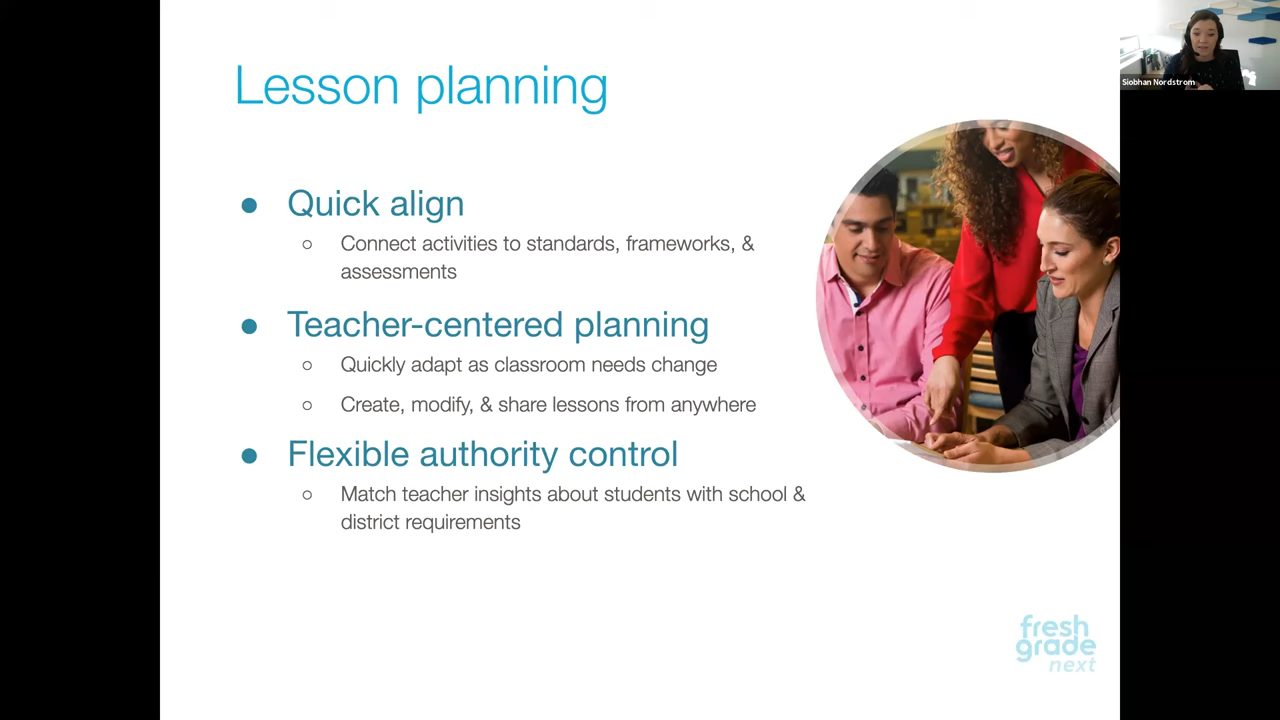 Lesson planning
Siobhan Nordstrom
● Quick align
○ Connect activities to standards, frameworks, &
assessments
● Teacher-centered planning
○ Quickly adapt as classroom needs change
○ Create, modify, & share lessons from anywhere
● Flexible authority control
○ Match teacher insights about students with school &
district requirements
fresh
grade
next